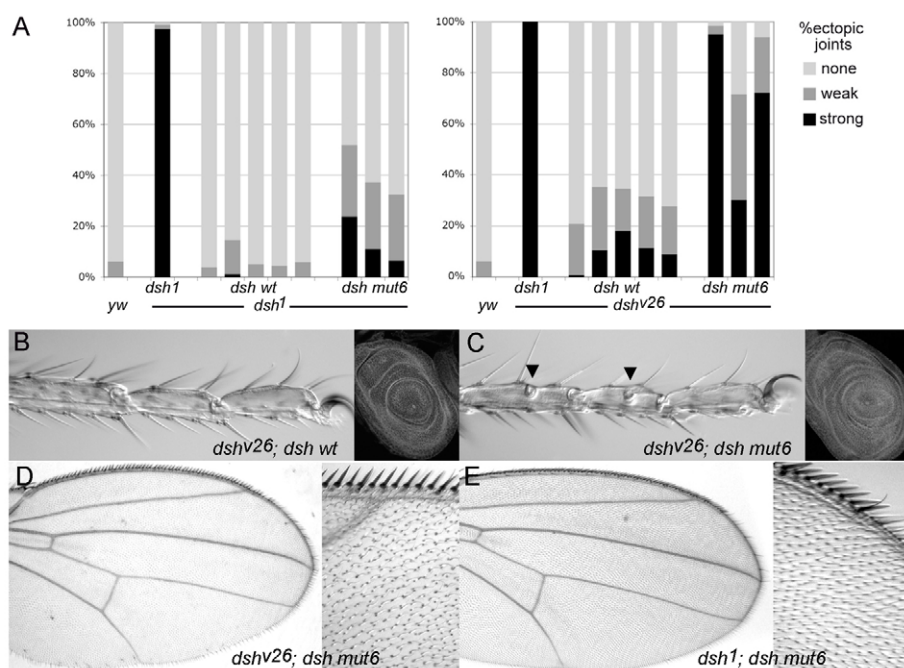 A
100%
80%
60%
40%
20%
0%
yw
dsh1
dsh wt
dsh mut6
dsh1
100%
80%
60%
40%
20%
0%
yw
dsh1
dsh wt
dsh mut6
dshv26
%ectopic
joints
none
weak
strong
B
dshv26; dsh wt
C
dshv26; dsh mut6
D
dshv26; dsh mut6
E
dsh1; dsh mut6